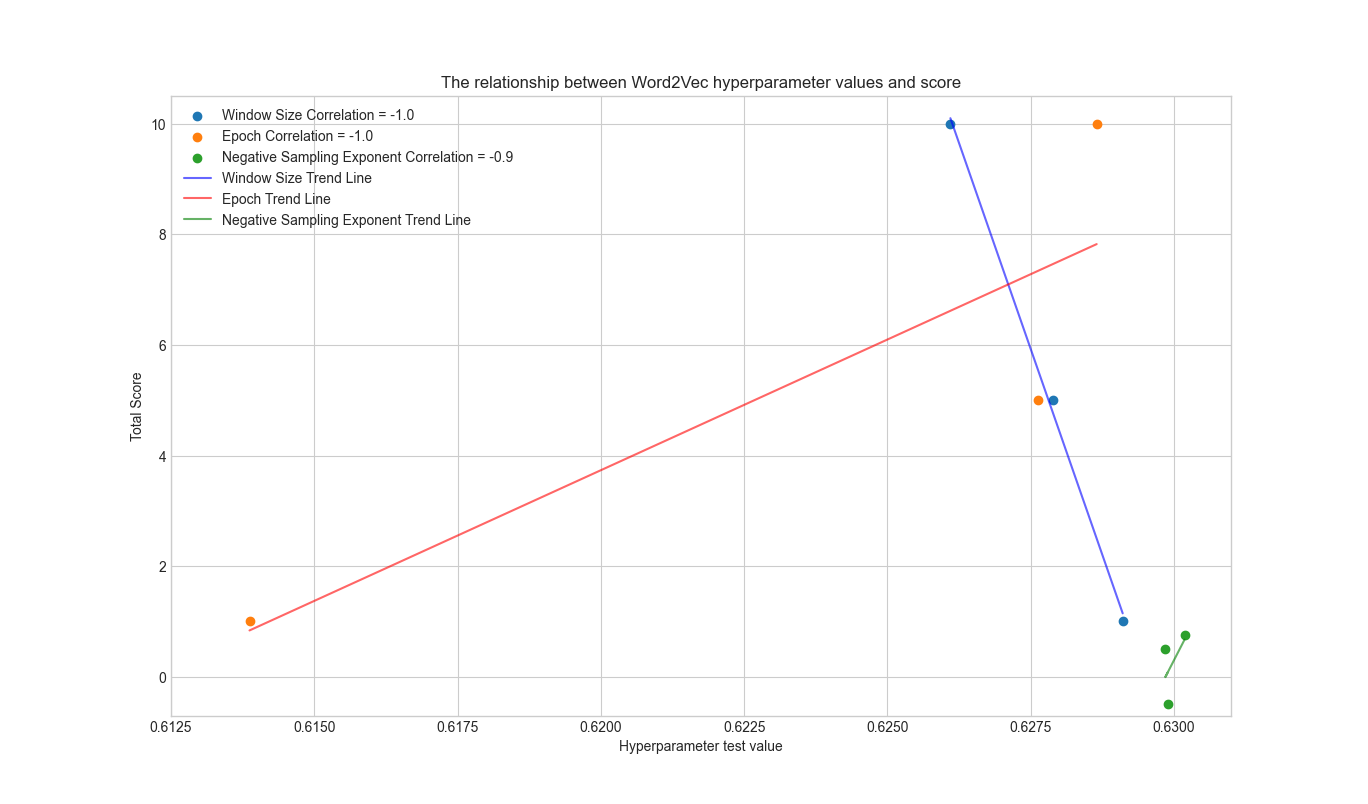 The relationship between Word2Vec hyperparameter values and score
Window Size Correlation = -1.0
Epoch Correlation = -1.0
Negative Sampling Exponent Correlation = -0.9
Window Size Trend Line
Epoch Trend Line
Negative Sampling Exponent Trend Line
10
8
6
4
2
0
Total Score
0.6125 0.6150 0.6175 0.6200 0.6225 0.6250 0.6275 0.6300
Hyperparameter test value